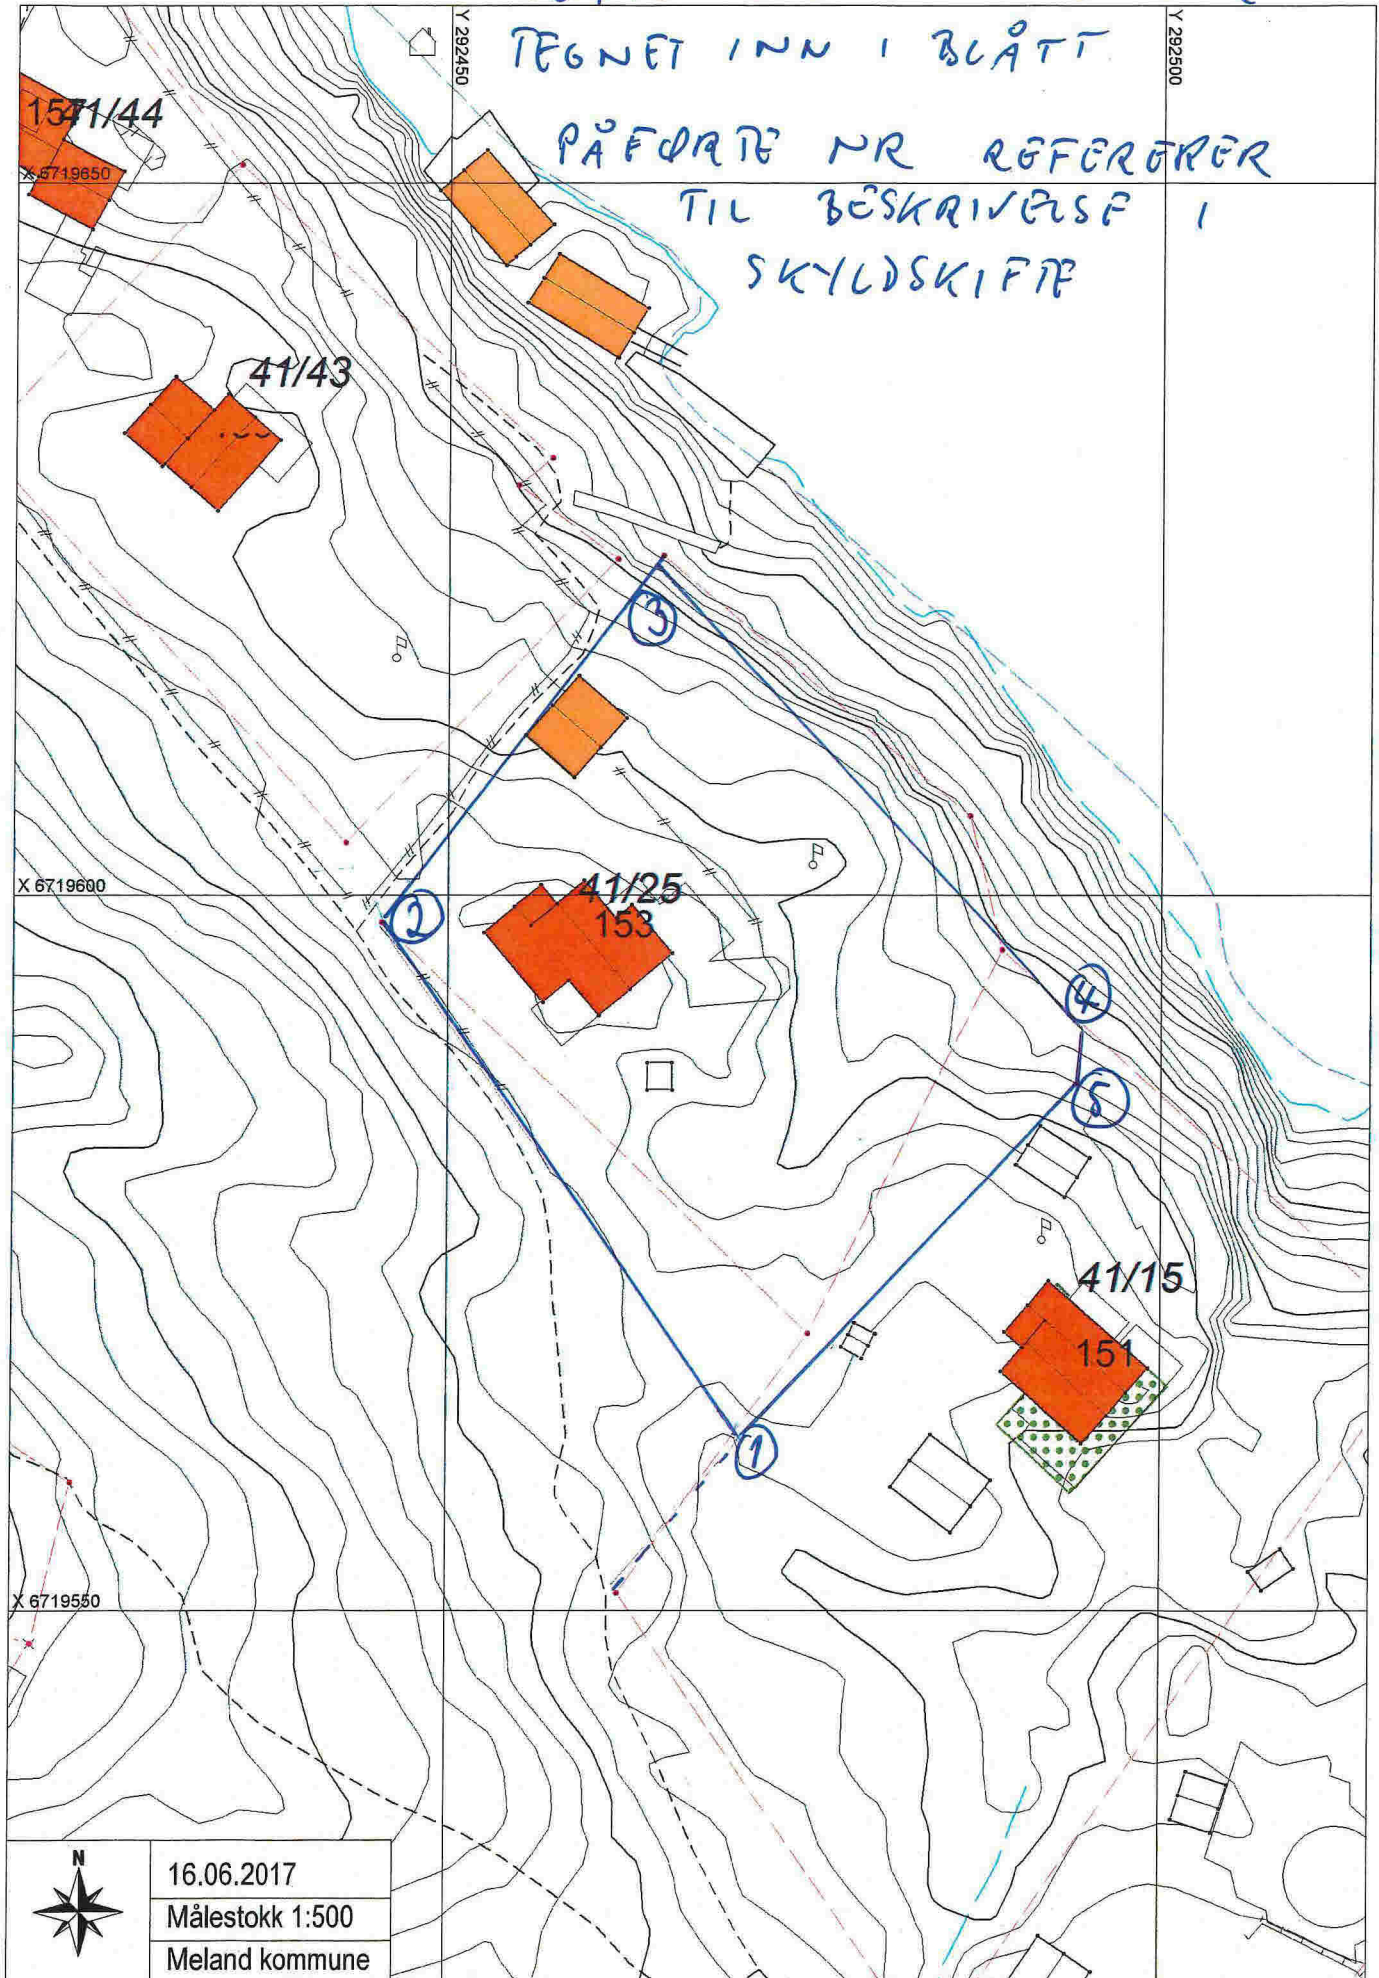 TEGNET INN I BLÅTT
PÅFØRTE NR REFERERER
TIL BESKRIVELSE I
SKYLDSKIFTE
Y 292450
Y 292500
41/44
X 6719650
41/43
3
X 6719600
2
41/25
153
4
5
41/15
151
1
X 6719550
N
16.06.2017
Målestokk 1:500
Meland kommune